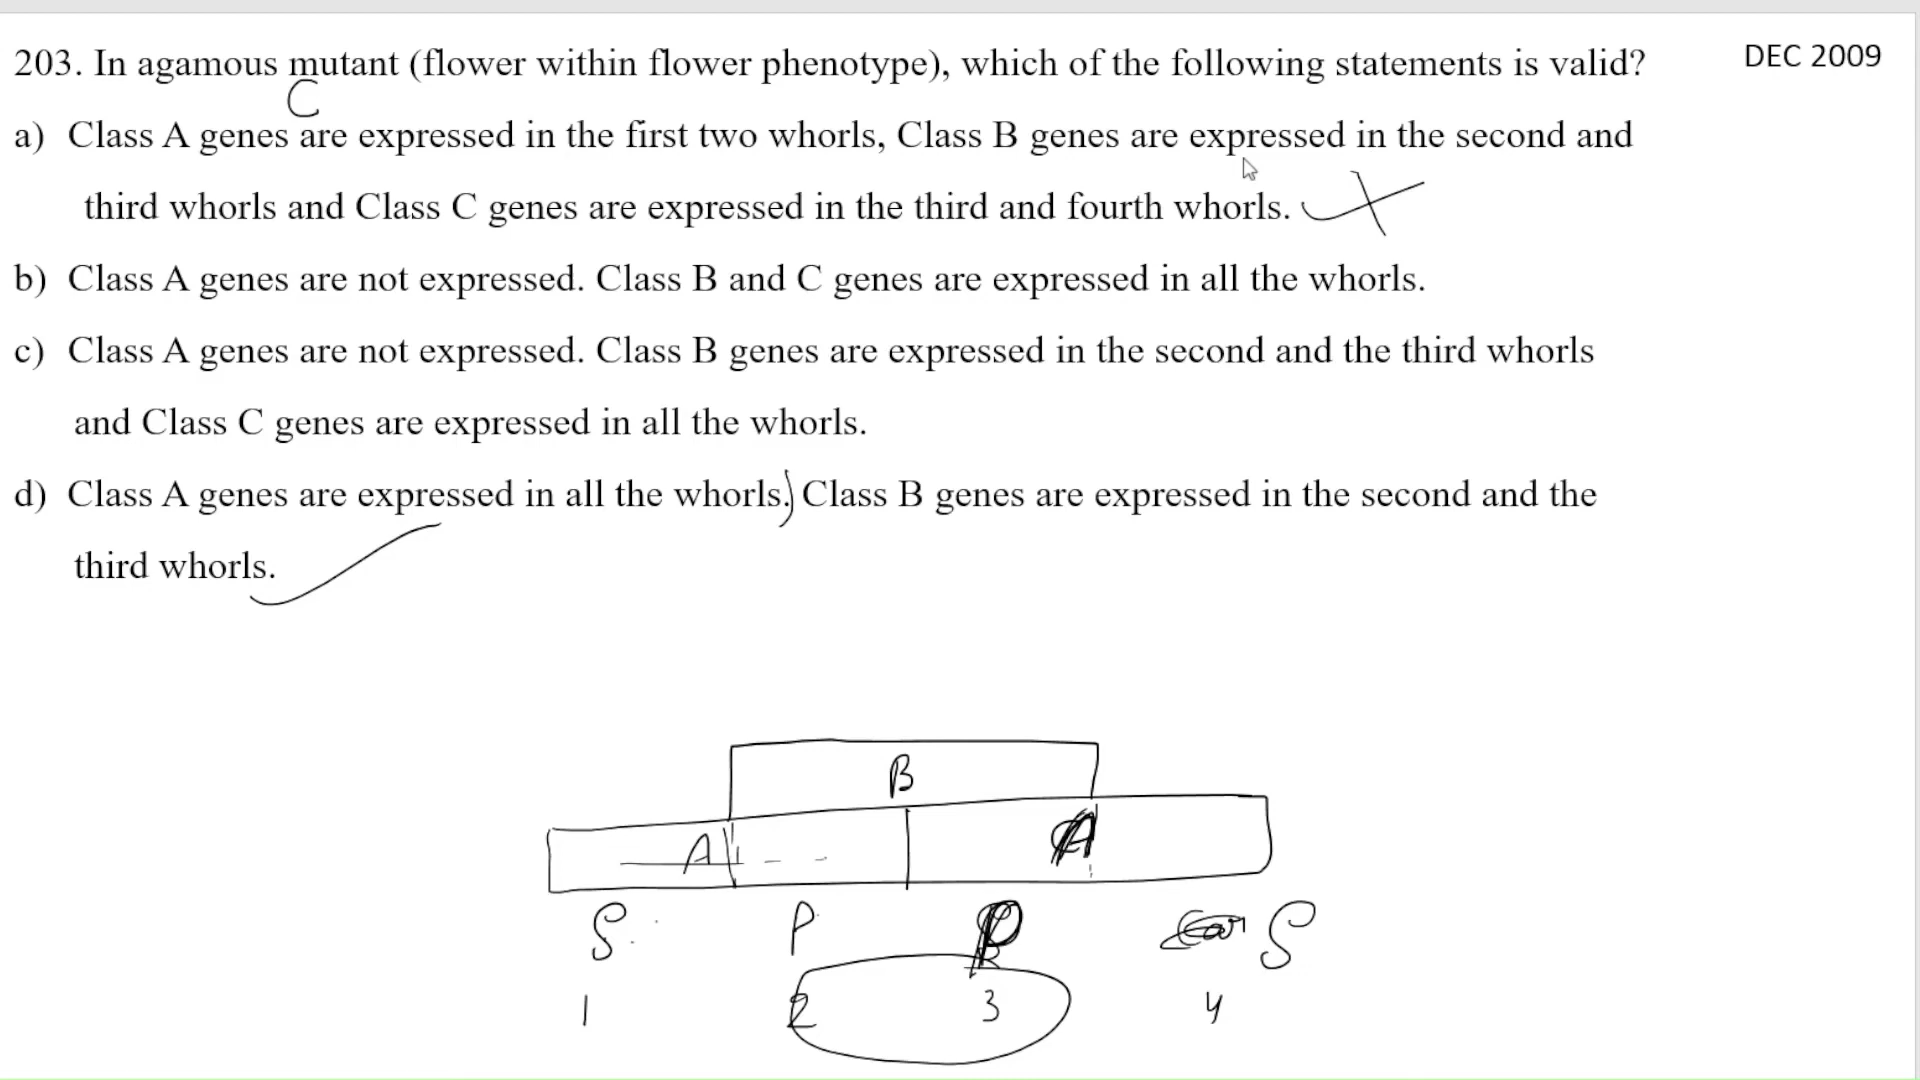 203. In agamous mutant (flower within flower phenotype), which of the following statements is valid? DEC 2009
C
a) Class A genes are expressed in the first two whorls, Class B genes are expressed in the second and
third whorls and Class C genes are expressed in the third and fourth whorls.
b) Class A genes are not expressed. Class B and C genes are expressed in all the whorls.
c) Class A genes are not expressed. Class B genes are expressed in the second and the third whorls
and Class C genes are expressed in all the whorls.
d) Class A genes are expressed in all the whorls. Class B genes are expressed in the second and the
third whorls.
B
A A
S P P S
1 2 3 4